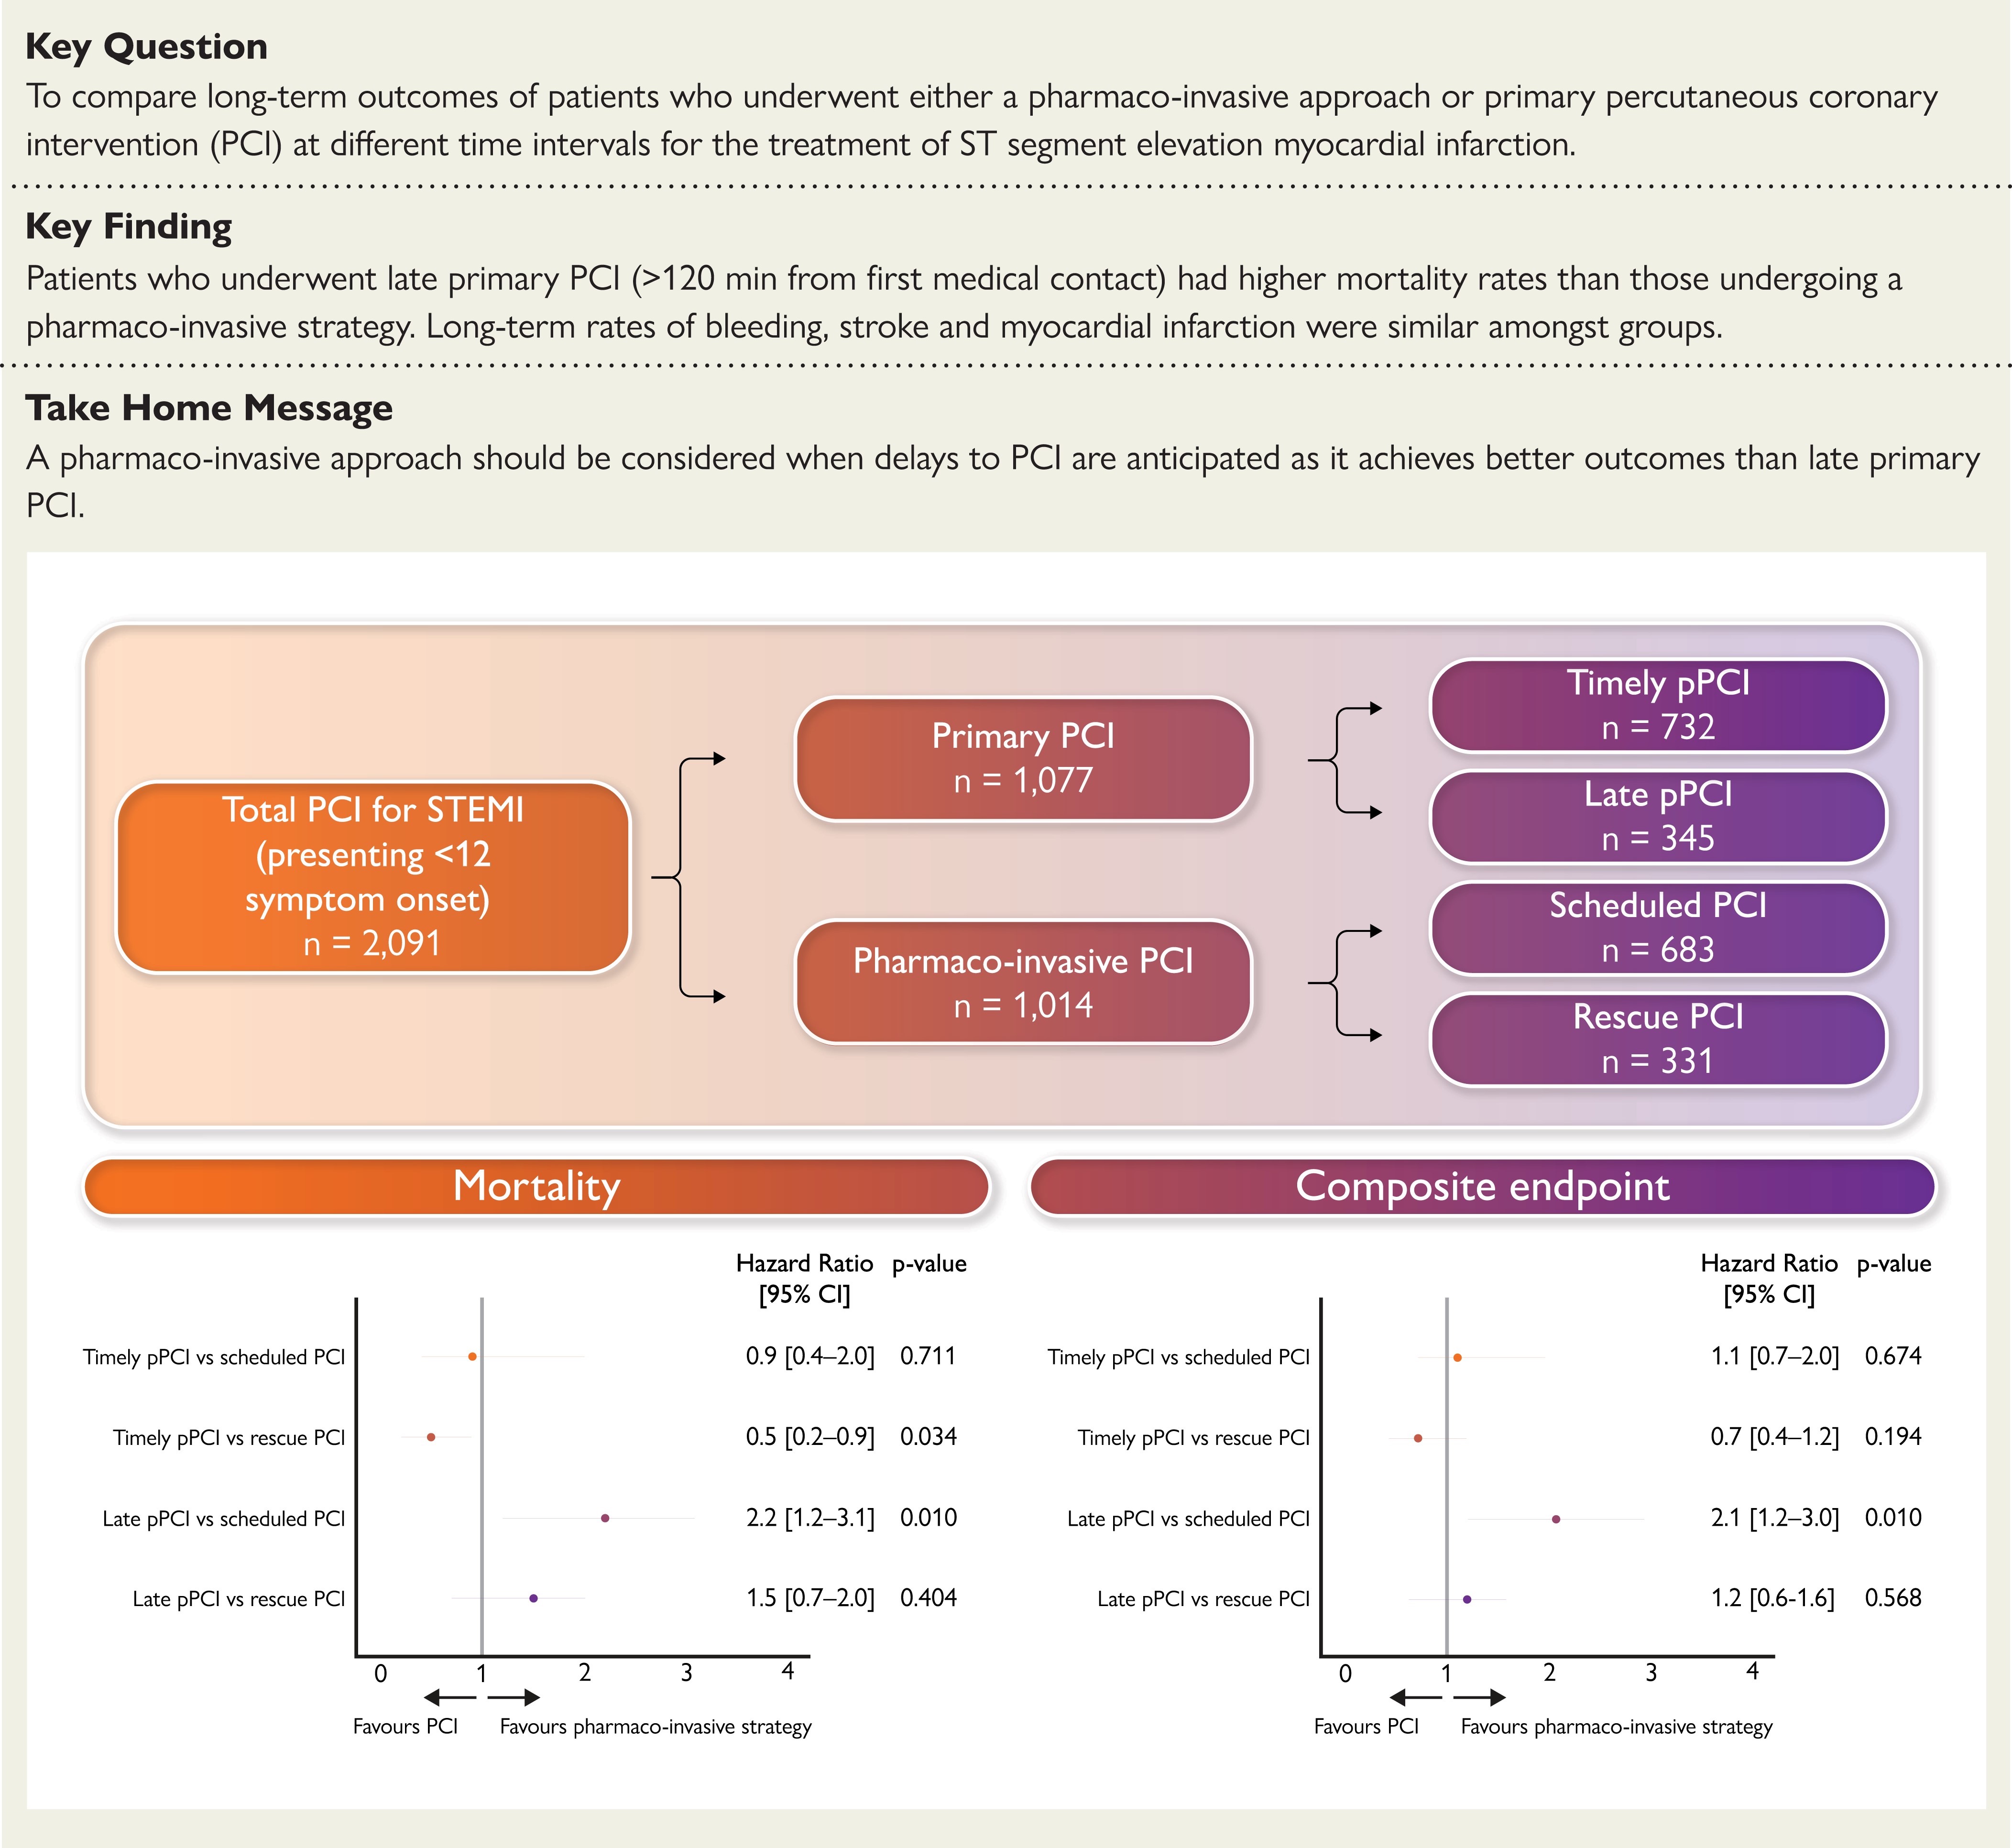 Key Question
To compare long-term outcomes of patients who underwent either a pharmaco-invasive approach or primary percutaneous coronary
intervention (PCI) at different time intervals for the treatment of ST segment elevation myocardial infarction.
Key Finding
Patients who underwent late primary PCI (>120 min from first medical contact) had higher mortality rates than those undergoing a
pharmaco-invasive strategy. Long-term rates of bleeding, stroke and myocardial infarction were similar amongst groups.
Take Home Message
A pharmaco-invasive approach should be considered when delays to PCI are anticipated as it achieves better outcomes than late primary
PCI.
Total PCI for STEMI
(presenting <12
symptom onset)
n = 2,091
Primary PCI
n = 1,077
Pharmaco-invasive PCI
n = 1,014
Timely pPCI
n = 732
Late pPCI
n = 345
Scheduled PCI
n = 683
Rescue PCI
n = 331
Mortality
Hazard Ratio p-value
[95% CI]
Timely pPCI vs scheduled PCI 0.9 [0.4–2.0] 0.711
Timely pPCI vs rescue PCI 0.5 [0.2–0.9] 0.034
Late pPCI vs scheduled PCI 2.2 [1.2–3.1] 0.010
Late pPCI vs rescue PCI 1.5 [0.7–2.0] 0.404
0 1 2 3 4
Favours PCI Favours pharmaco-invasive strategy
Composite endpoint
Hazard Ratio p-value
[95% CI]
Timely pPCI vs scheduled PCI 1.1 [0.7–2.0] 0.674
Timely pPCI vs rescue PCI 0.7 [0.4–1.2] 0.194
Late pPCI vs scheduled PCI 2.1 [1.2–3.0] 0.010
Late pPCI vs rescue PCI 1.2 [0.6-1.6] 0.568
0 1 2 3 4
Favours PCI Favours pharmaco-invasive strategy